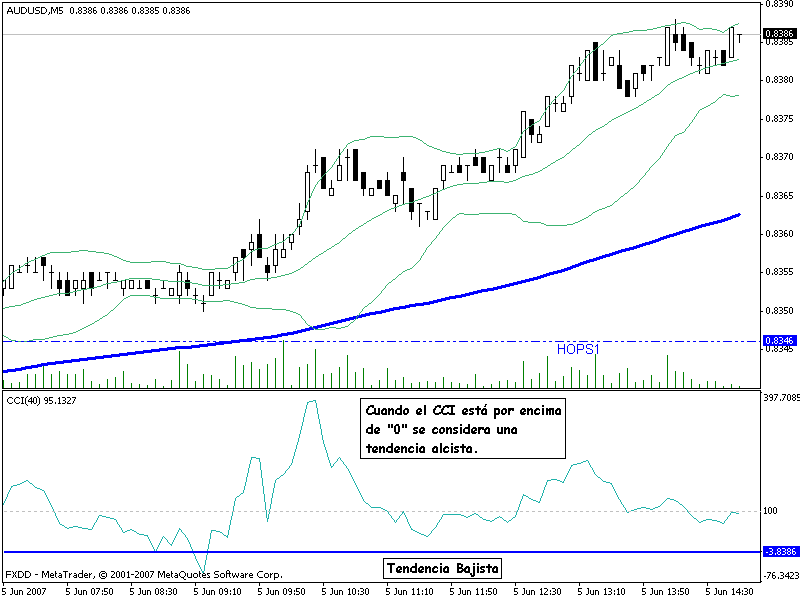 AUDUSD,M5 0.8386 0.8386 0.8385 0.8386
0.8390
0.8386
0.8385
0.8380
0.8375
0.8370
0.8365
0.8360
0.8355
0.8350
0.8346
0.8345
HOPS1
CCI(40) 95.1327
397.7085
Cuando el CCI está por encima
de "0" se considera una
tendencia alcista.
100
-3.8386
Tendencia Bajista
-76.3423
FXDD - MetaTrader, © 2001-2007 MetaQuotes Software Corp.
5 Jun 2007
5 Jun 07:50
5 Jun 08:30
5 Jun 09:10
5 Jun 09:50
5 Jun 10:30
5 Jun 11:10
5 Jun 11:50
5 Jun 12:30
5 Jun 13:10
5 Jun 13:50
5 Jun 14:30